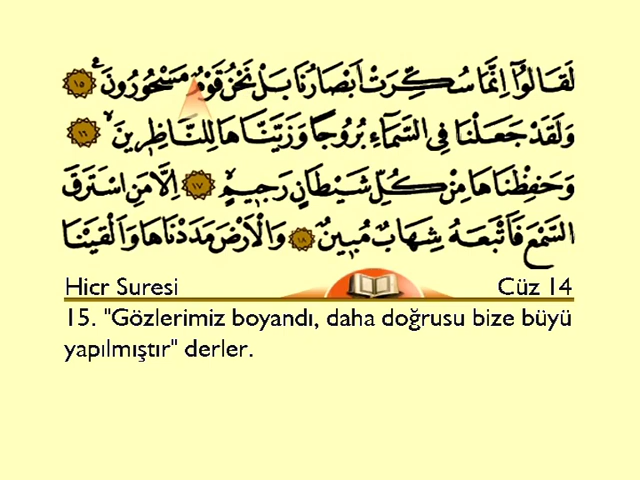 لَقَالُوٓا اِنَّمَا سُكِّرَتْ اَبْصَارُنَا بَلْ نَحْنُ قَوْمٌ مَسْحُورُونَ ۟ ١٥
وَلَقَدْ جَعَلْنَا فِي السَّمَٓاءِ بُرُوجًا وَزَيَّنَّاهَا لِلنَّاظِر۪ينَۙ ١٦
وَحَفِظْنَاهَا مِنْ كُلِّ شَيْطَانٍ رَج۪يمٍۙ ١٧ اِلَّا مَنِ اسْتَرَقَ
السَّمْعَ فَاَتْبَعَهُ شِهَابٌ مُب۪ينٌ ١٨ وَالْاَرْضَ مَدَدْنَاهَا وَاَلْقَيْنَا
Hicr Suresi Cüz 14
15. "Gözlerimiz boyandı, daha doğrusu bize büyü
yapılmıştır" derler.